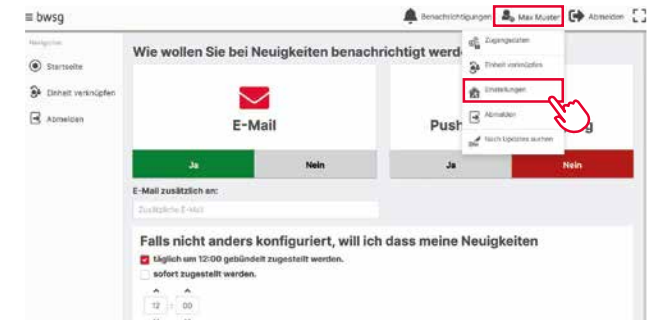 ≡ bwsg
Benachrichtigungen
Max Muster
Abmelden
Navigation
Startseite
Einheit verknüpfen
Abmelden
Zugangsdaten
Einheit verknüpfen
Einstellungen
Abmelden
Nach Updates suchen
Wie wollen Sie bei Neuigkeiten benachrichtigt werd
E-Mail
Push
g
Ja
Nein
Ja
Nein
E-Mail zusätzlich an:
Zusätzliche E-Mail
Falls nicht anders konfiguriert, will ich dass meine Neuigkeiten
täglich um 12:00 gebündelt zugestellt werden.
sofort zugestellt werden.
12 : 00